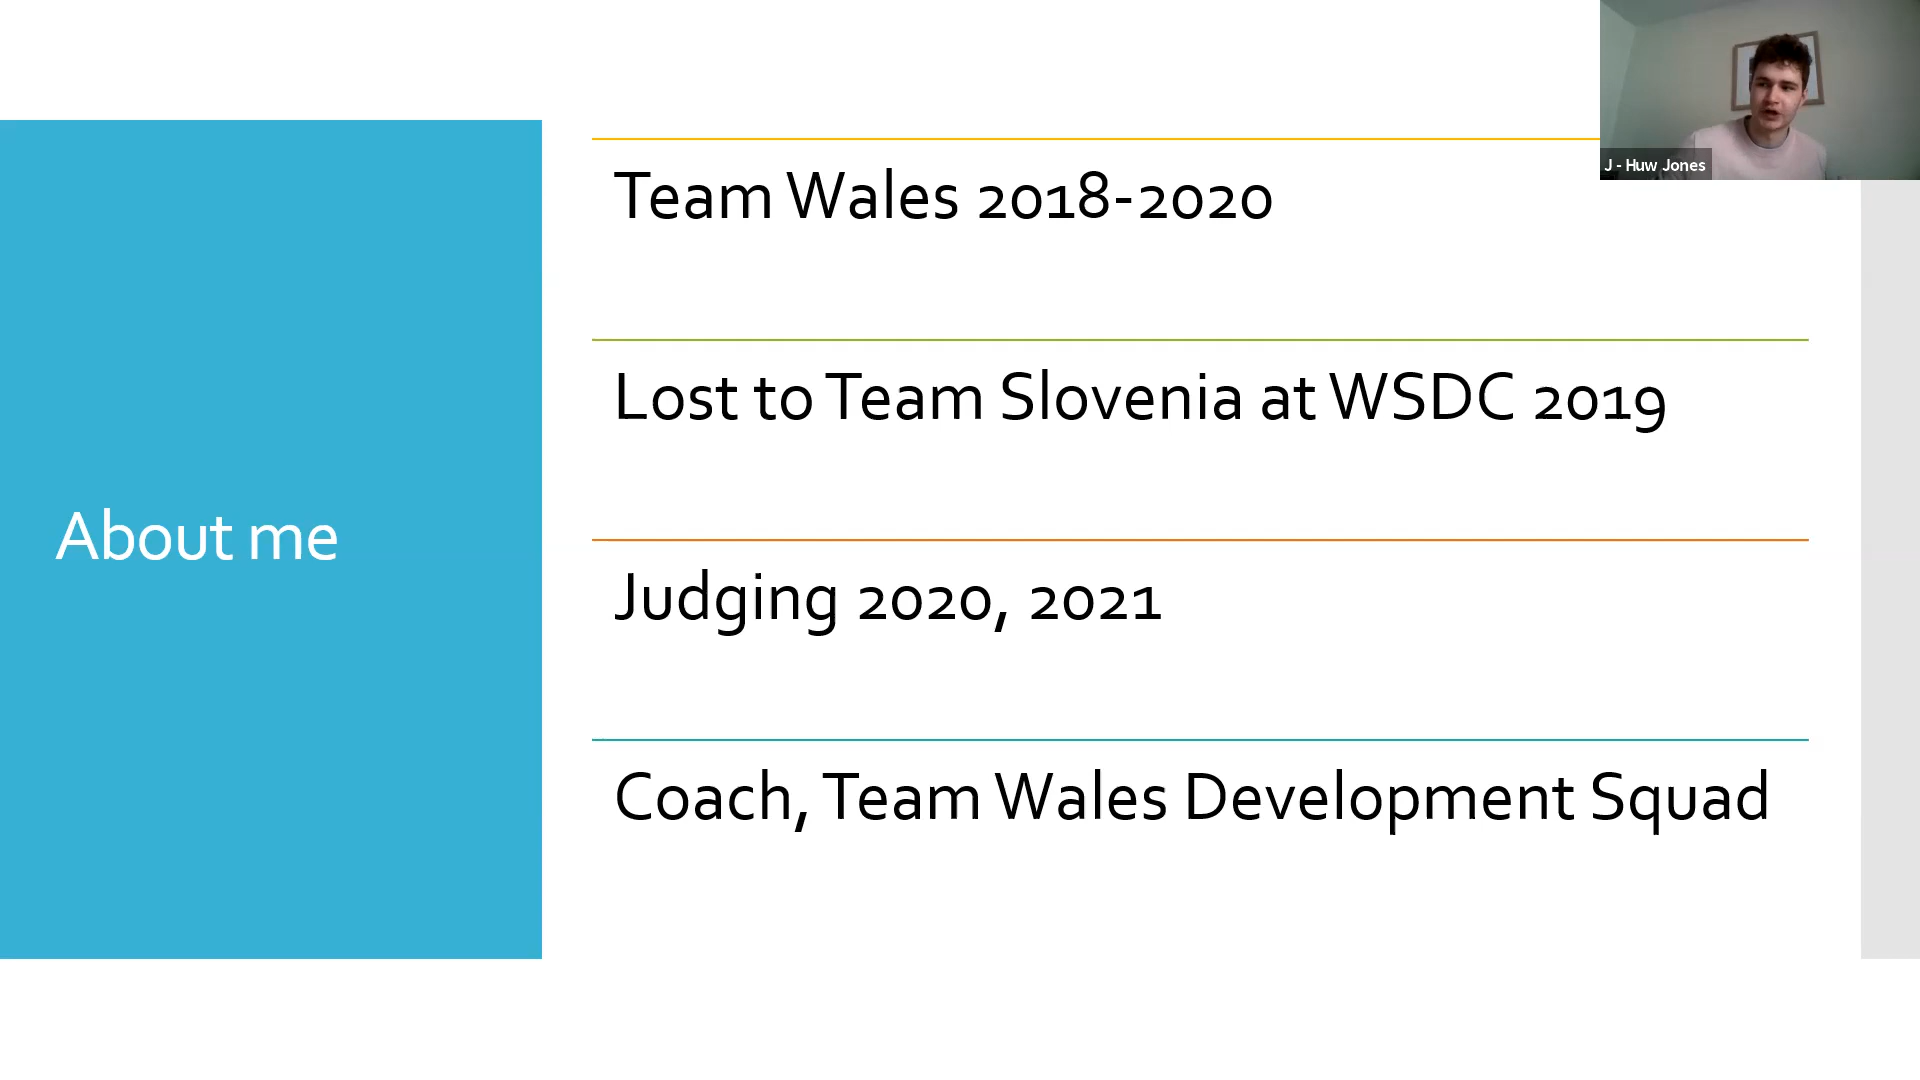 J - Huw Jones
About me
Team Wales 2018-2020
Lost to Team Slovenia at WSDC 2019
Judging 2020, 2021
Coach, Team Wales Development Squad